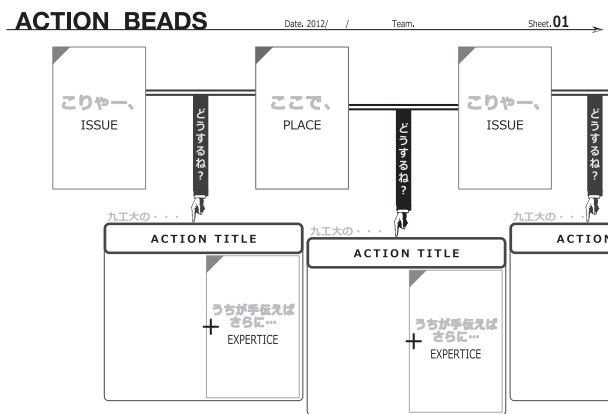 ACTION BEADS
Date. 2012/ /
Team.
Sheet. 01
こりゃー、
ISSUE
どうするね?
ここで、
PLACE
どうするね?
こりゃー、
ISSUE
どうするね?
九工大の・・・
ACTION TITLE
うちが手伝えば
さらに…
+
EXPERTICE
九工大の・・・
ACTION TITLE
うちが手伝えば
さらに…
+
EXPERTICE
九工大の・・・
ACTION